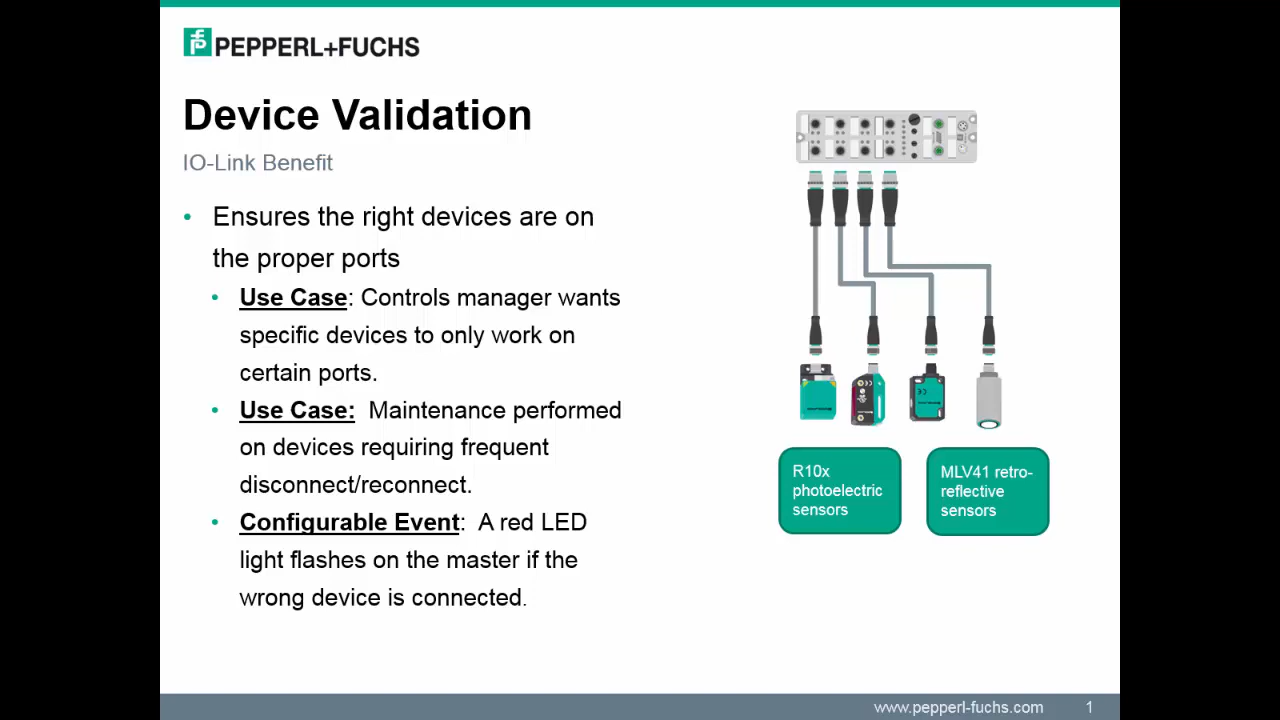 PEPPERL+FUCHS
Device Validation
IO-Link Benefit
• Ensures the right devices are on
the proper ports
• Use Case: Controls manager wants
specific devices to only work on
certain ports.
• Use Case: Maintenance performed
on devices requiring frequent
disconnect/reconnect.
• Configurable Event: A red LED
light flashes on the master if the
wrong device is connected.
R10x
photoelectric
sensors
MLV41 retro-
reflective
sensors
www.pepperl-fuchs.com 1